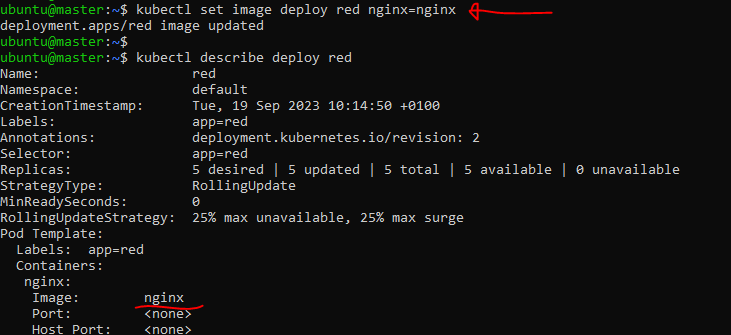 ubuntu@master:~$ kubectl set image deploy red nginx=nginx
deployment.apps/red image updated
ubuntu@master:~$
ubuntu@master:~$ kubectl describe deploy red
Name:                   red
Namespace:              default
CreationTimestamp:      Tue, 19 Sep 2023 10:14:50 +0100
Labels:                 app=red
Annotations:            deployment.kubernetes.io/revision: 2
Selector:               app=red
Replicas:               5 desired | 5 updated | 5 total | 5 available | 0 unavailable
StrategyType:           RollingUpdate
MinReadySeconds:        0
RollingUpdateStrategy:  25% max unavailable, 25% max surge
Pod Template:
  Labels:  app=red
  Containers:
   nginx:
    Image:        nginx
    Port:         <none>
    Host Port:    <none>